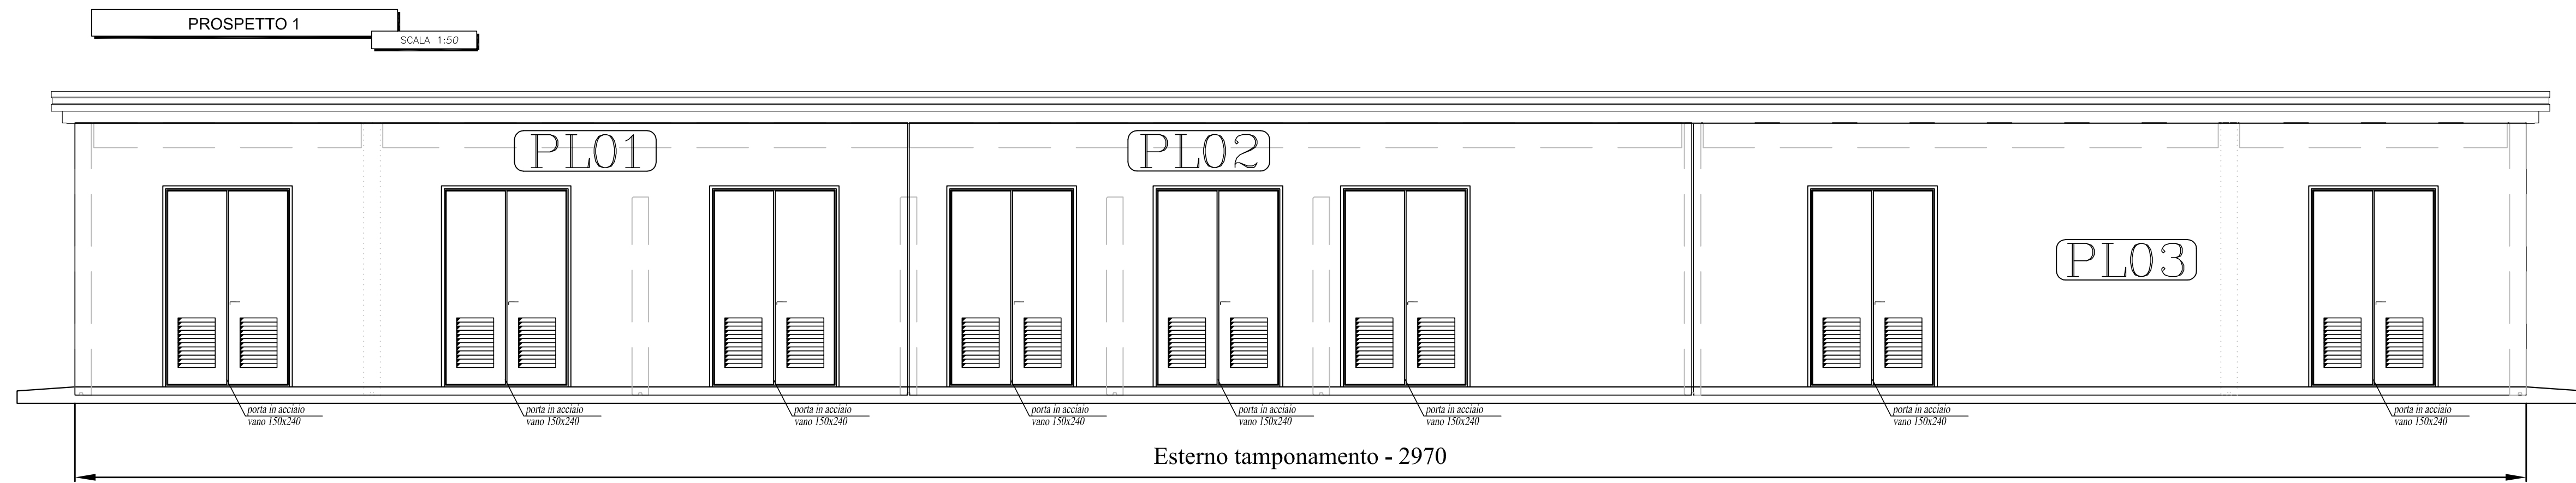 PROSPETTO 1
SCALA 1:50
PL01
PL02
PL03
porta in acciaio
vano 150x240
porta in acciaio
vano 150x240
porta in acciaio
vano 150x240
porta in acciaio
vano 150x240
porta in acciaio
vano 150x240
porta in acciaio
vano 150x240
porta in acciaio
vano 150x240
porta in acciaio
vano 150x240
Esterno tamponamento - 2970